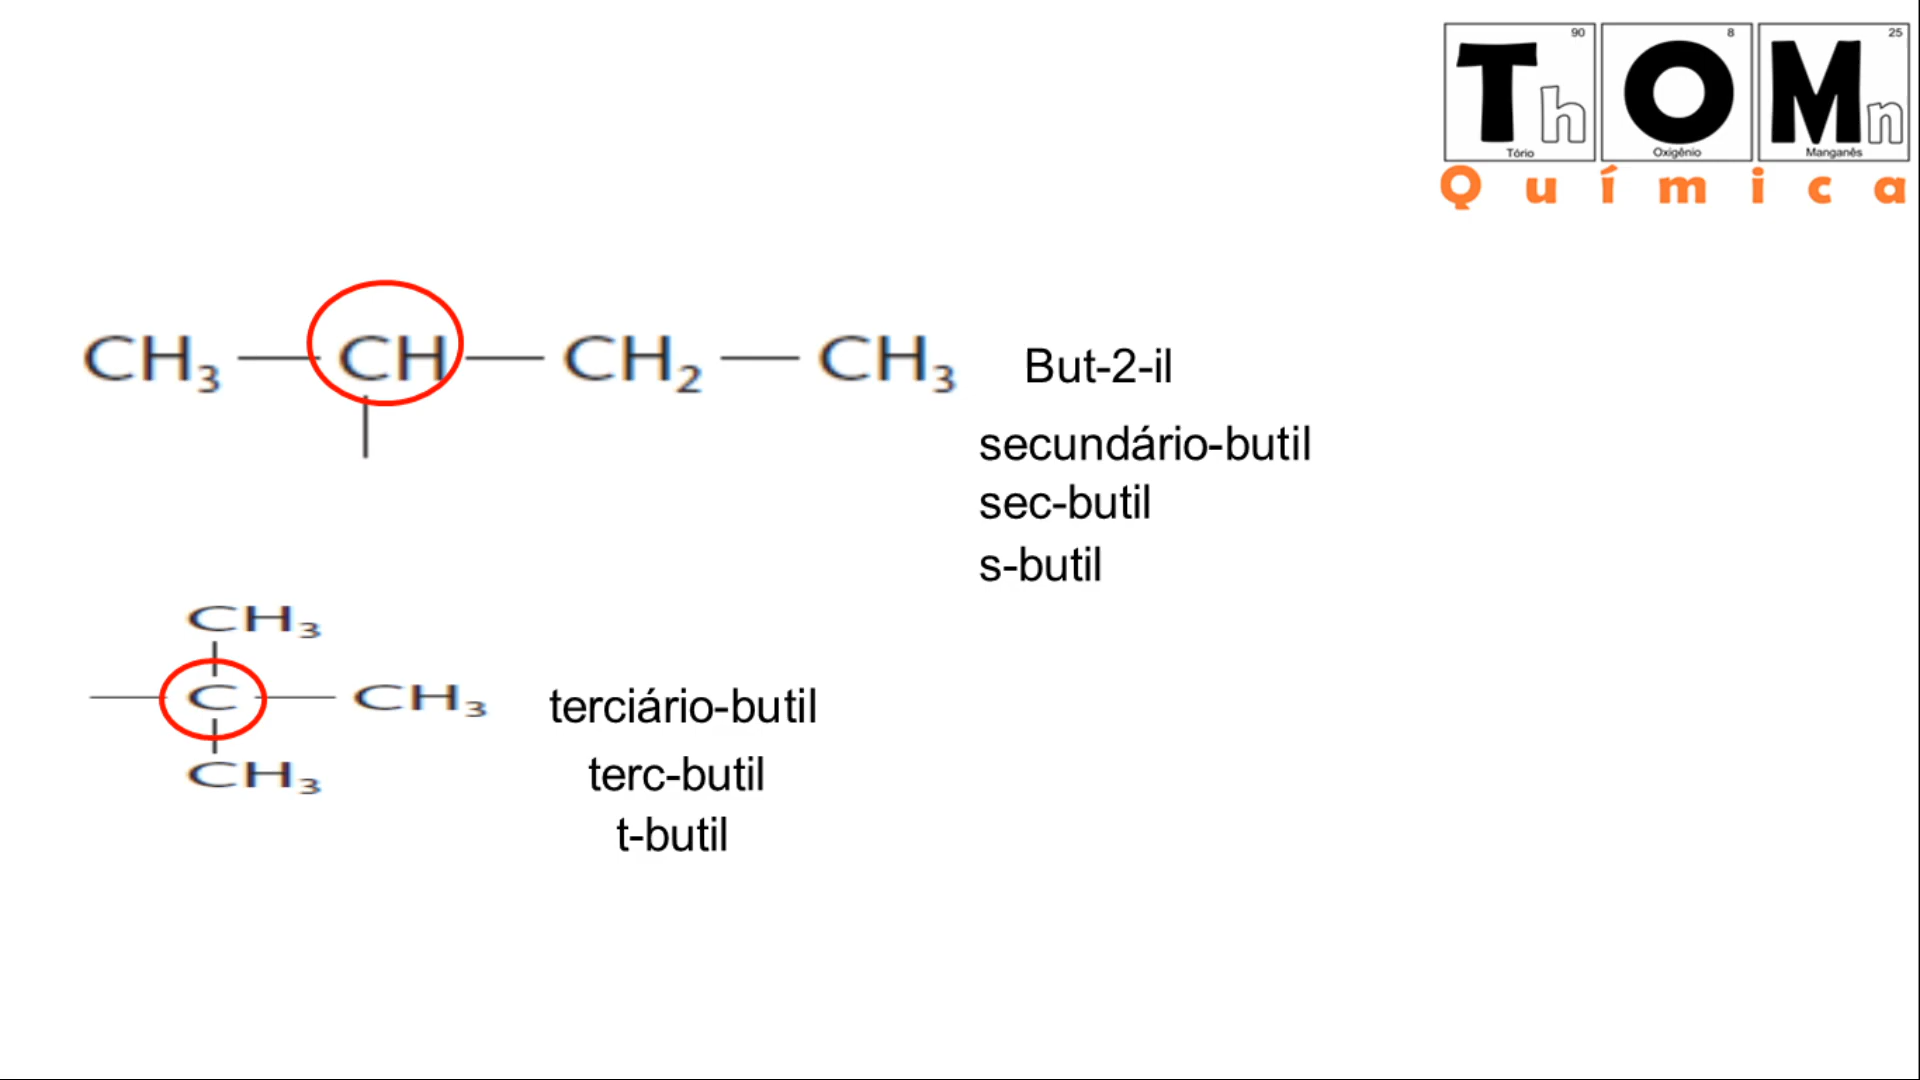 90 8 25
Th O Mn
Tório Oxigênio Manganês
Química
CH₃ — CH — CH₂ — CH₃ But-2-il
secundário-butil
sec-butil
s-butil
CH₃
— C — CH₃ terciário-butil
CH₃ terc-butil
t-butil